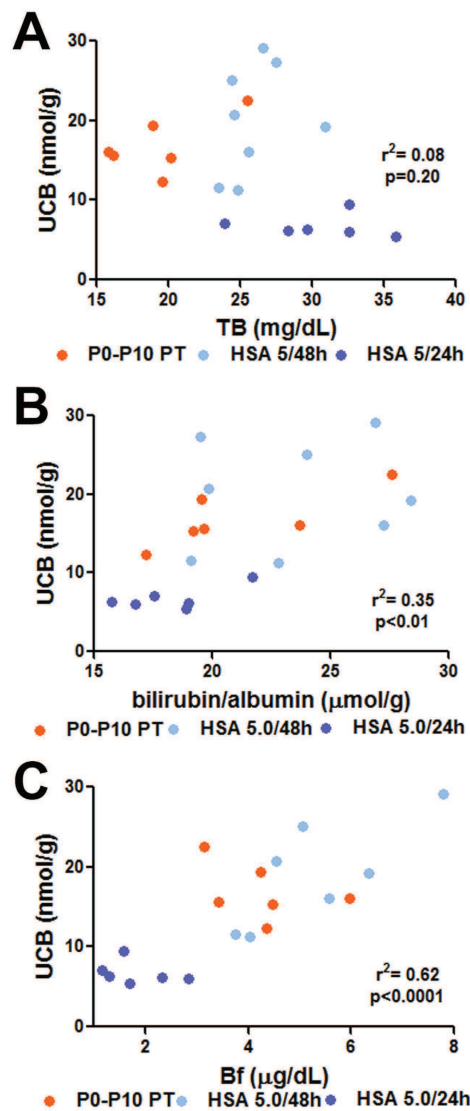 A
30
20
10
0
UCB (nmol/g)
r²= 0.08
p=0.20
15 20 25 30 35 40
TB (mg/dL)
P0-P10 PT HSA 5/48h HSA 5/24h
B
30
20
10
0
UCB (nmol/g)
r²= 0.35
p<0.01
15 20 25 30
bilirubin/albumin (μmol/g)
P0-P10 PT HSA 5.0/48h HSA 5.0/24h
C
30
20
10
0
UCB (nmol/g)
r²= 0.62
p<0.0001
2 4 6 8
Bf (μg/dL)
P0-P10 PT HSA 5.0/48h HSA 5.0/24h